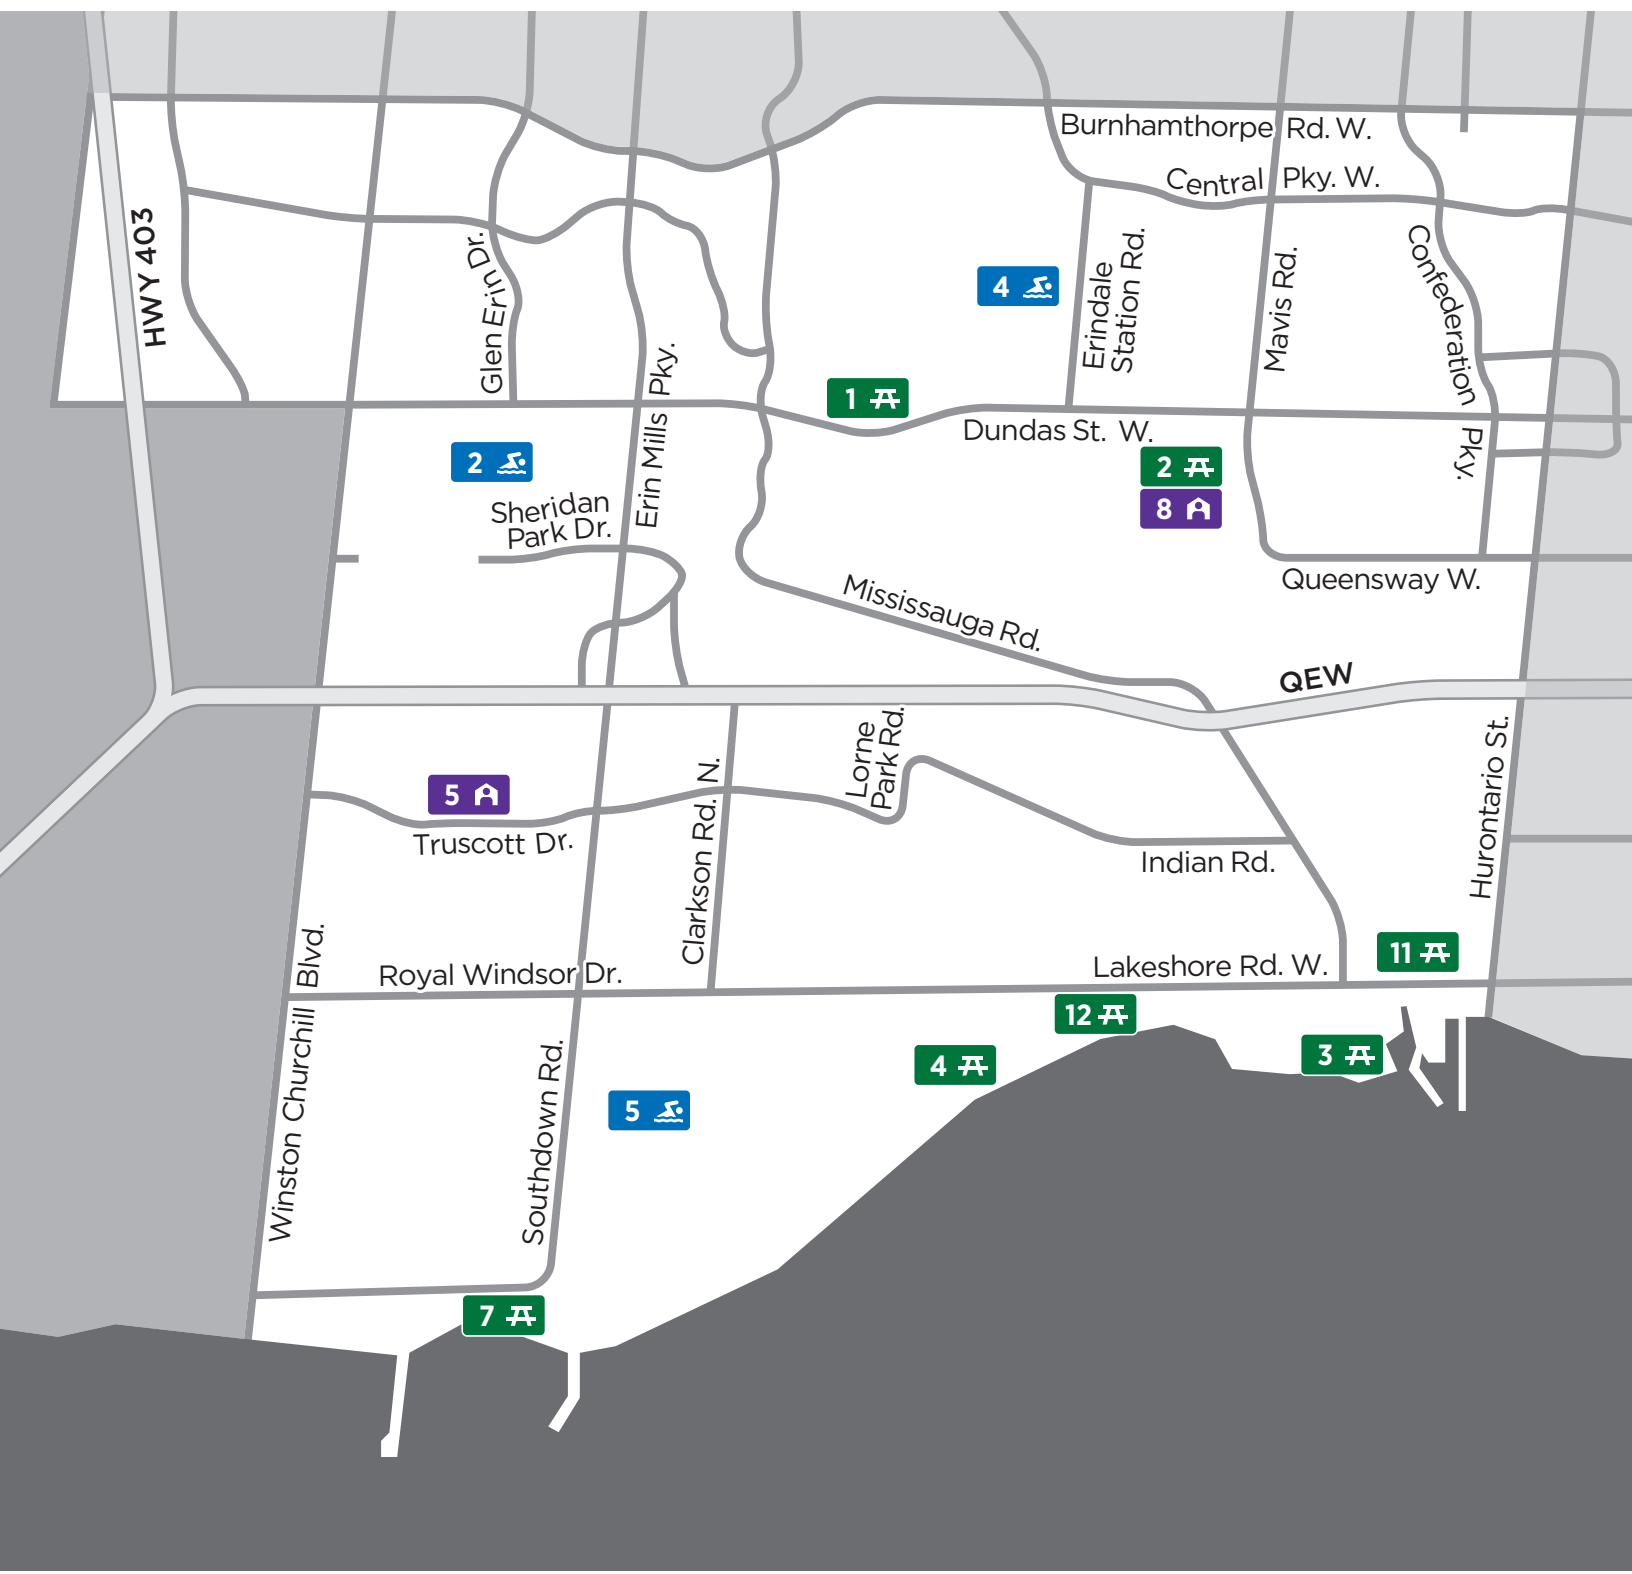 Burnhamthorpe Rd. W.
Central Pky. W.
HWY 403
Glen Erin Dr.
4
Erindale
Station Rd.
Mavis Rd.
Confederation Pky.
Erin Mills Pky.
1
Dundas St. W.
2
2
8
Sheridan
Park Dr.
Queensway W.
Mississauga Rd.
QEW
Lorne
Park Rd.
Hurontario St.
5
Truscott Dr.
Clarkson Rd. N.
Indian Rd.
Winston Churchill Blvd.
Royal Windsor Dr.
Lakeshore Rd. W.
11
12
3
4
5
Southdown Rd.
7